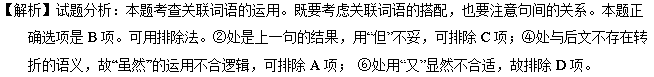 【解析】试题分析：本题考查关联词语的运用。既要考虑关联词语的搭配，也要注意句间的关系。本题正
确选项是 B 项。可用排除法。②处是上一句的结果，用“但”不妥，可排除 C 项；④处与后文不存在转
折的语义，故“虽然”的运用不合逻辑，可排除 A 项； ⑥处用“又”显然不合适，故排除 D 项。